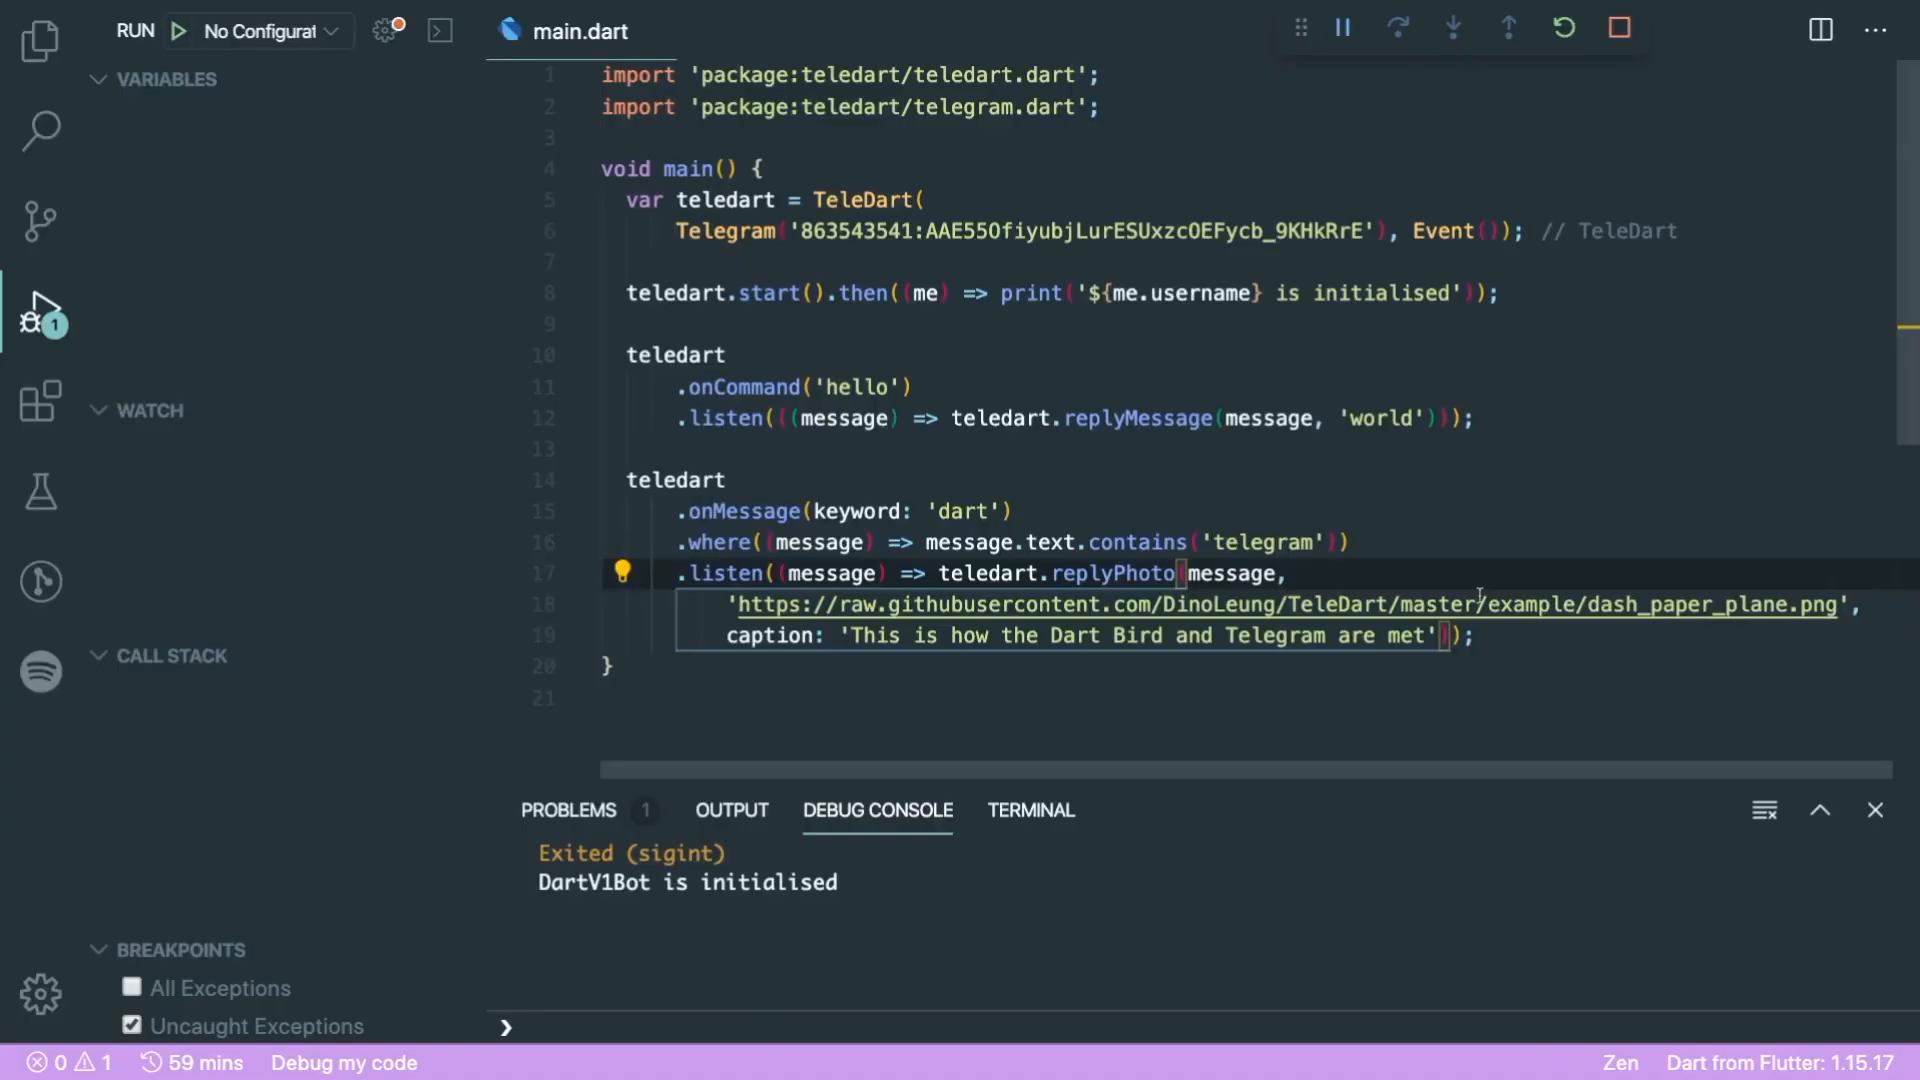 RUN No Configurat
main.dart
VARIABLES
WATCH
CALL STACK
BREAKPOINTS
All Exceptions
Uncaught Exceptions
1
1 import 'package:teledart/teledart.dart';
2 import 'package:teledart/telegram.dart';
3
4 void main() {
5 var teledart = TeleDart(
6 Telegram('863543541:AAE55OfiyubjLurESUxzcOEFycb_9KHkRrE'), Event()); // TeleDart
7
8 teledart.start().then((me) => print('${me.username} is initialised'));
9
10 teledart
11 .onCommand('hello')
12 .listen(((message) => teledart.replyMessage(message, 'world')));
13
14 teledart
15 .onMessage(keyword: 'dart')
16 .where((message) => message.text.contains('telegram'))
17 .listen((message) => teledart.replyPhoto(message,
18 'https://raw.githubusercontent.com/DinoLeung/TeleDart/master/example/dash_paper_plane.png',
19 caption: 'This is how the Dart Bird and Telegram are met'));
20 }
21
PROBLEMS 1 OUTPUT DEBUG CONSOLE TERMINAL
Exited (sigint)
DartV1Bot is initialised
0 1 59 mins Debug my code Zen Dart from Flutter: 1.15.17